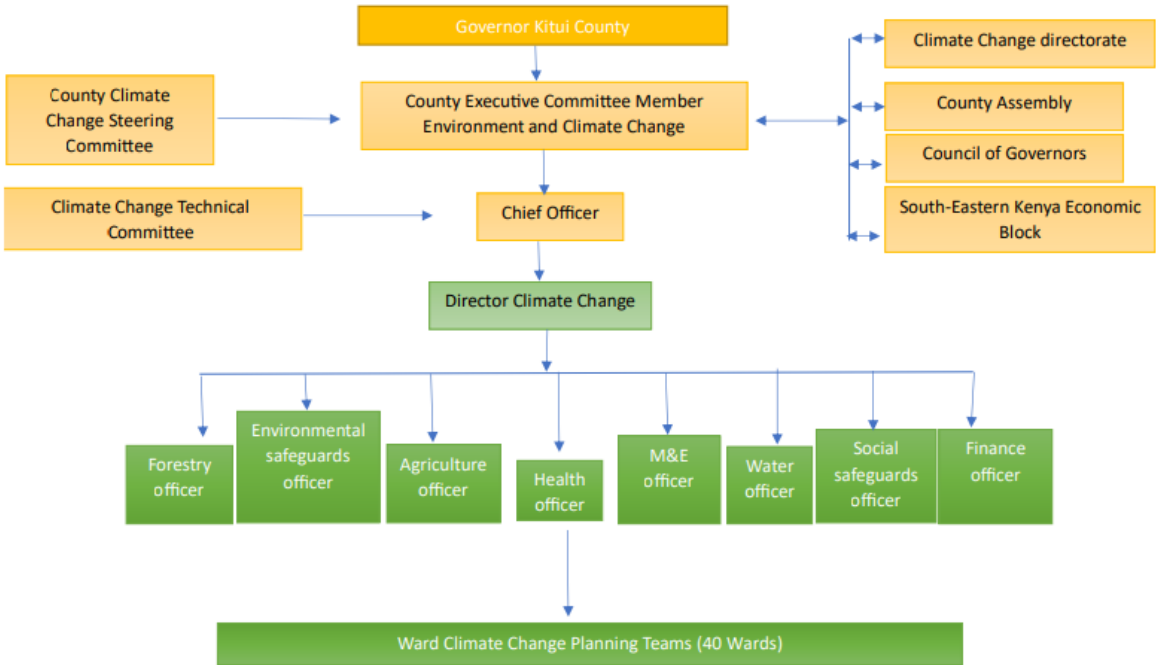 Governor Kitui County
Climate Change directorate
County Climate
Change Steering
Committee
County Executive Committee Member
Environment and Climate Change
County Assembly
Council of Governors
Climate Change Technical
Committee
Chief Officer
South-Eastern Kenya Economic
Block
Director Climate Change
Forestry
officer
Environmental
safeguards
officer
Agriculture
officer
Health
officer
M&E
officer
Water
officer
Social
safeguards
officer
Finance
officer
Ward Climate Change Planning Teams (40 Wards)